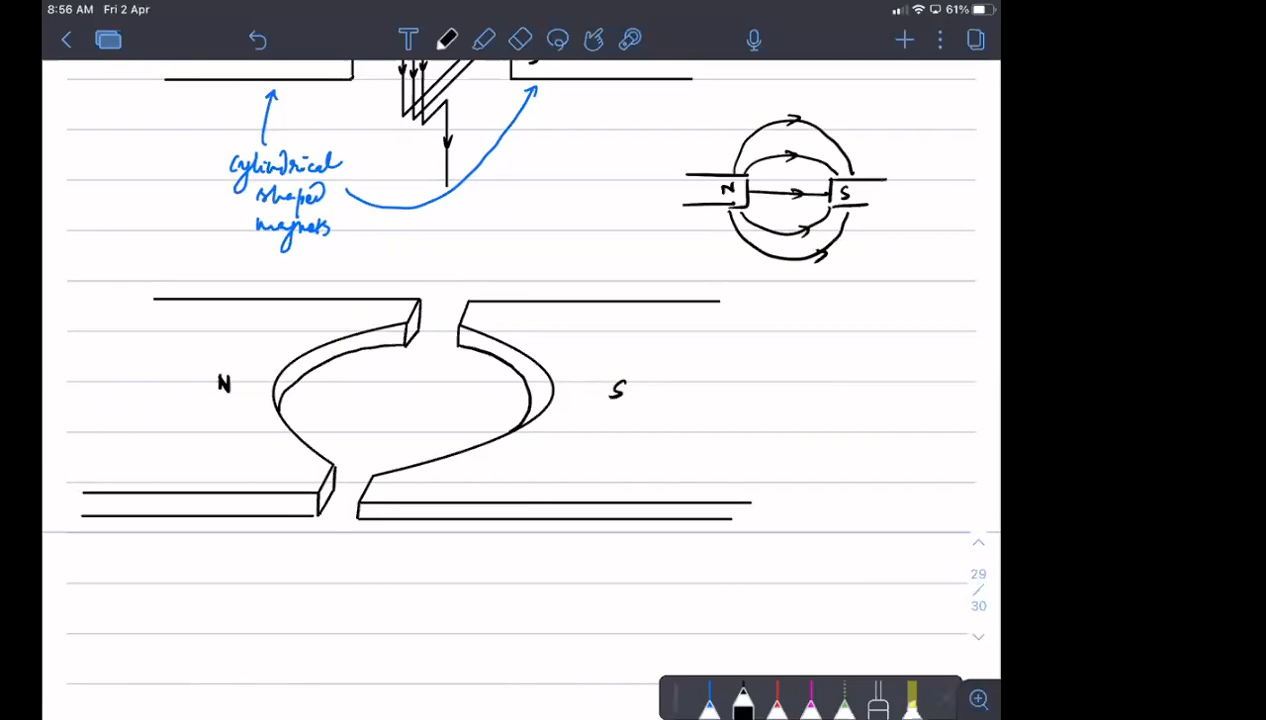 8:56 AM Fri 2 Apr
61%
T
cylindrical
shaped
magnets
N S
N S
29
/
30